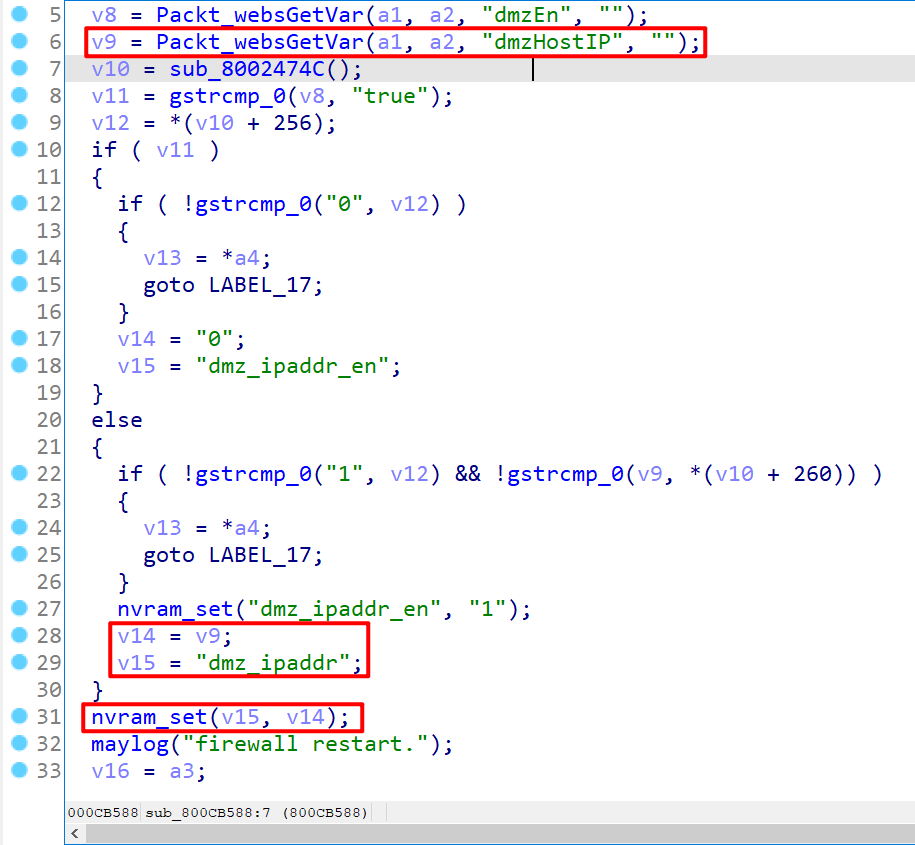 5 v8 = Packt_websGetVar(a1, a2, "dmzEn", "");
6 v9 = Packt_websGetVar(a1, a2, "dmzHostIP", "");
7 v10 = sub_8002474C();
8 v11 = gstrcmp_0(v8, "true");
9 v12 = *(v10 + 256);
10 if ( v11 )
11 {
12 if ( !gstrcmp_0("0", v12) )
13 {
14 v13 = *a4;
15 goto LABEL_17;
16 }
17 v14 = "0";
18 v15 = "dmz_ipaddr_en";
19 }
20 else
21 {
22 if ( !gstrcmp_0("1", v12) && !gstrcmp_0(v9, *(v10 + 260)) )
23 {
24 v13 = *a4;
25 goto LABEL_17;
26 }
27 nvram_set("dmz_ipaddr_en", "1");
28 v14 = v9;
29 v15 = "dmz_ipaddr";
30 }
31 nvram_set(v15, v14);
32 maylog("firewall restart.");
33 v16 = a3;
000CB588 sub_800CB588:7 (800CB588)